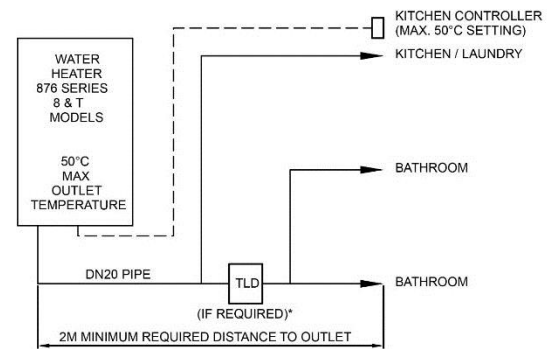 KITCHEN CONTROLLER
(MAX. 50°C SETTING)
KITCHEN / LAUNDRY
WATER
HEATER
876 SERIES
8 & T
MODELS
50°C
MAX
OUTLET
TEMPERATURE
BATHROOM
DN20 PIPE
TLD
BATHROOM
(IF REQUIRED)*
2M MINIMUM REQUIRED DISTANCE TO OUTLET